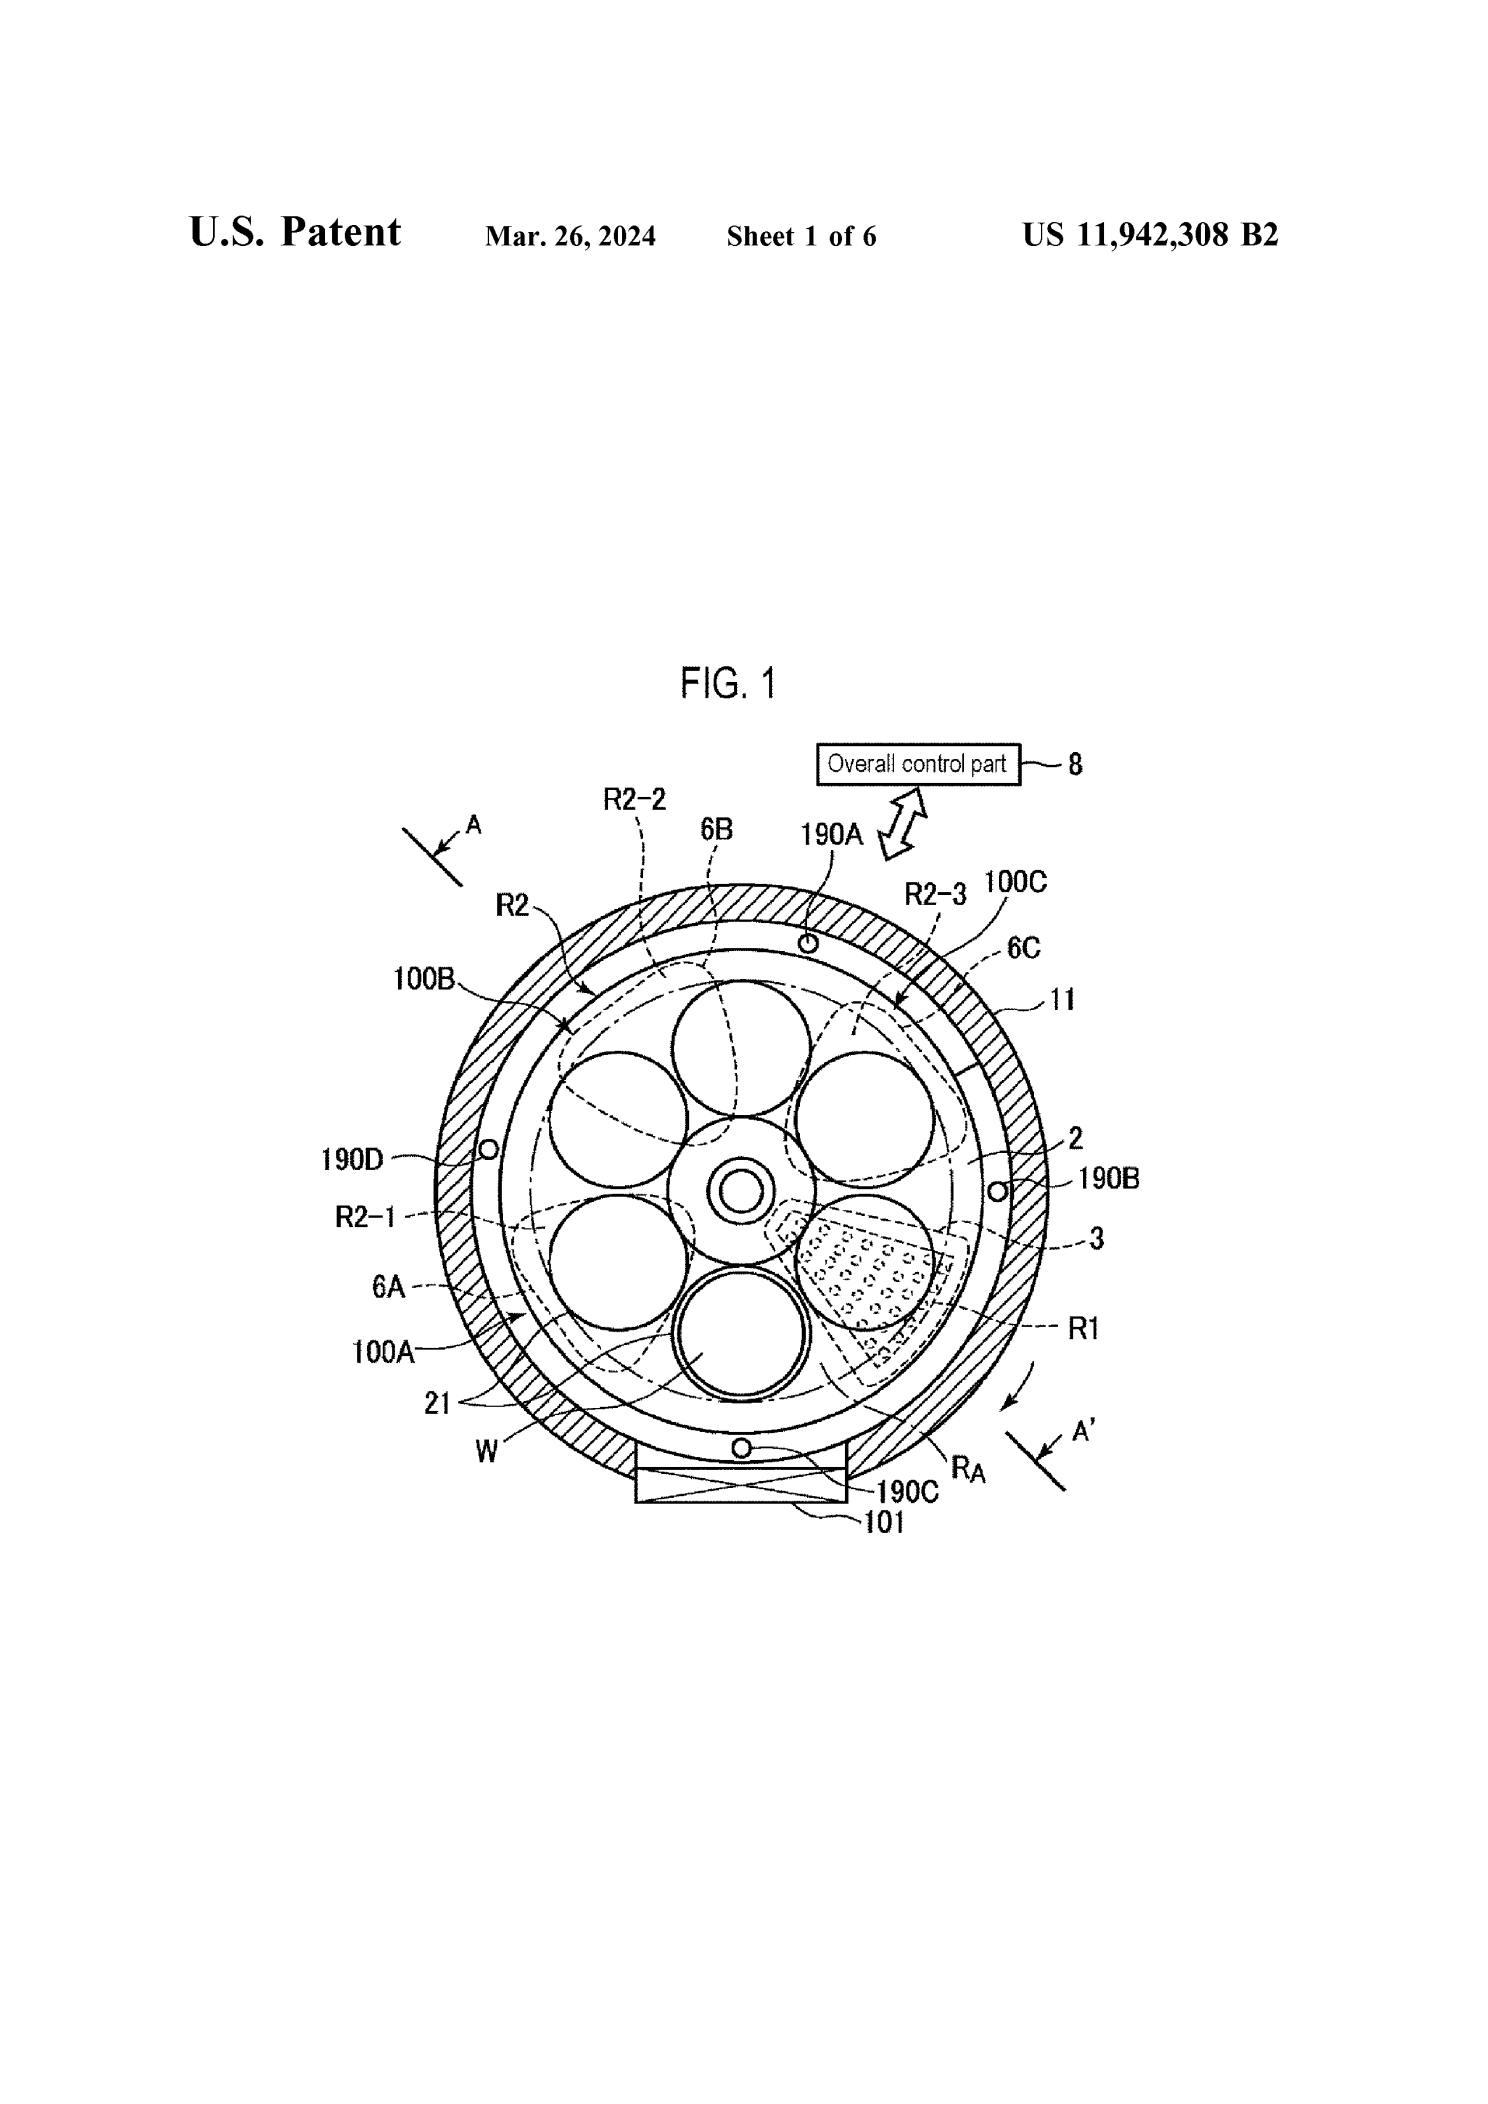 U.S. Patent Mar. 26, 2024 Sheet 1 of 6 US 11,942,308 B2
FIG. 1
Overall control part 8
R2-2
A
6B
190A
R2-3 100C
R2
6C
100B
11
2
190D
190B
R2-1
3
6A
R1
100A
21
A'
W
RA
190C
101